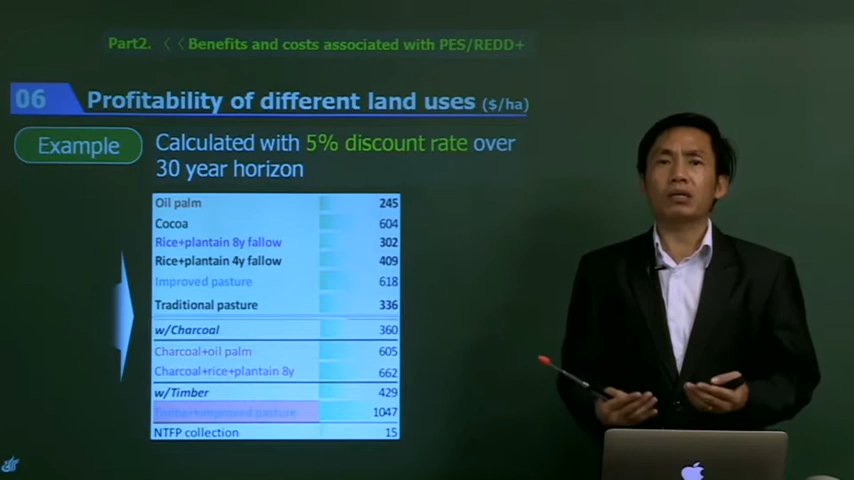 Part2. << Benefits and costs associated with PES/REDD+
06 Profitability of different land uses ($/ha)
Example Calculated with 5% discount rate over
30 year horizon
Oil palm 245
Cocoa 604
Rice+plantain 8y fallow 302
Rice+plantain 4y fallow 409
Improved pasture 618
Traditional pasture 336
w/Charcoal 360
Charcoal+oil palm 605
Charcoal+rice+plantain 8y 662
w/Timber 429
Timber+improved pasture 1047
NTFP collection 15